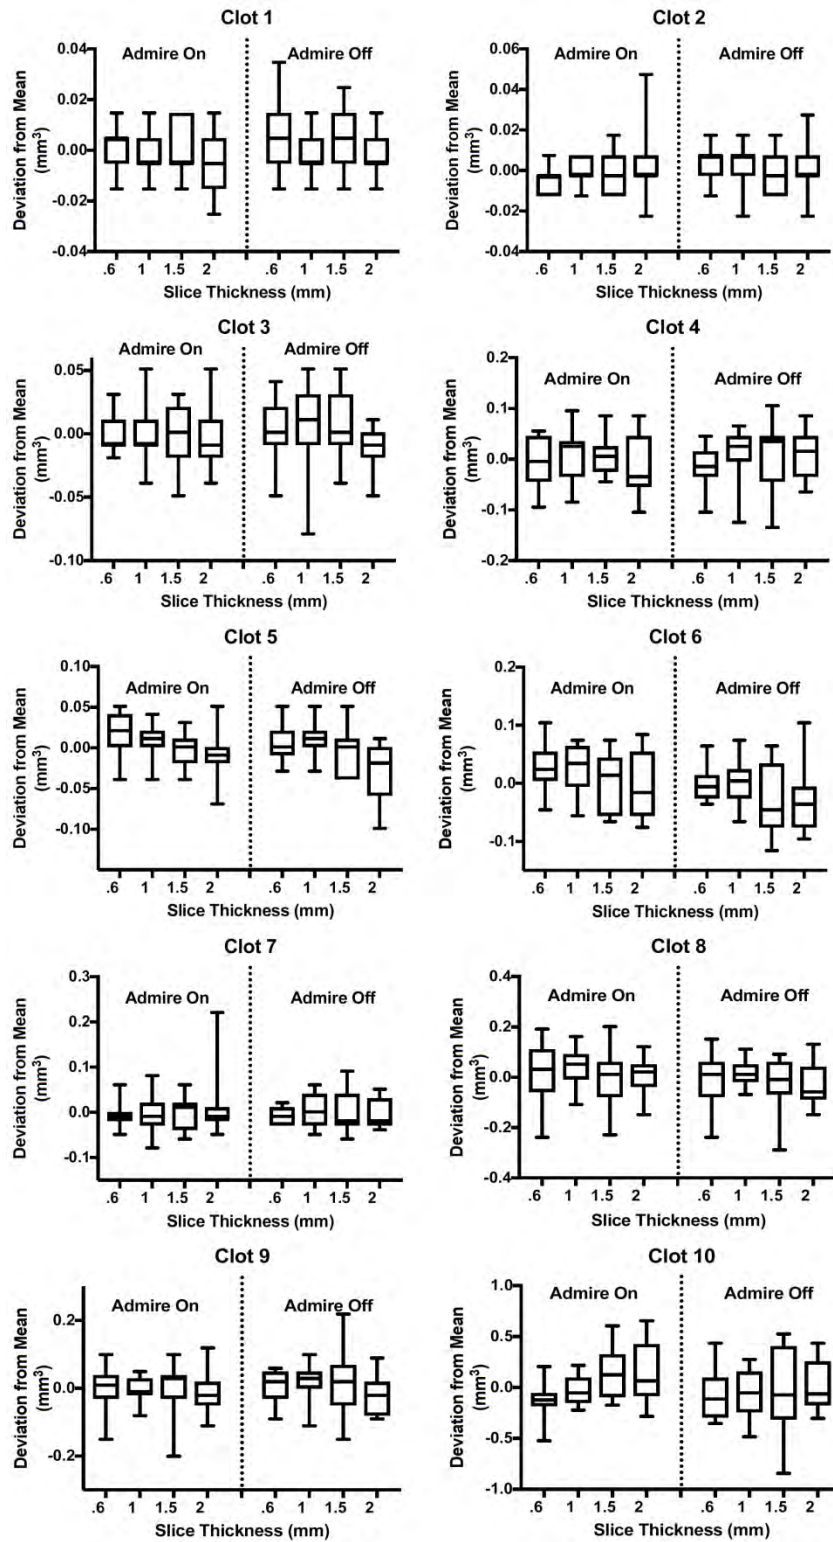 Clot 1
Deviation from Mean
(mm³)
0.04
0.02
0.00
-0.02
-0.04
Admire On
Admire Off
.6 1 1.5 2 .6 1 1.5 2
Slice Thickness (mm)
Clot 2
Deviation from Mean
(mm³)
0.06
0.04
0.02
0.00
-0.02
-0.04
Admire On
Admire Off
.6 1 1.5 2 .6 1 1.5 2
Slice Thickness (mm)
Clot 3
Deviation from Mean
(mm³)
0.05
0.00
-0.05
-0.10
Admire On
Admire Off
.6 1 1.5 2 .6 1 1.5 2
Slice Thickness (mm)
Clot 4
Deviation from Mean
(mm³)
0.2
0.1
0.0
-0.1
-0.2
Admire On
Admire Off
.6 1 1.5 2 .6 1 1.5 2
Slice Thickness (mm)
Clot 5
Deviation from Mean
(mm³)
0.10
0.05
0.00
-0.05
-0.10
Admire On
Admire Off
.6 1 1.5 2 .6 1 1.5 2
Slice Thickness (mm)
Clot 6
Deviation from Mean
(mm³)
0.2
0.1
0.0
-0.1
Admire On
Admire Off
.6 1 1.5 2 .6 1 1.5 2
Slice Thickness (mm)
Clot 7
Deviation from Mean
(mm³)
0.3
0.2
0.1
-0.0
-0.1
Admire On
Admire Off
.6 1 1.5 2 .6 1 1.5 2
Slice Thickness (mm)
Clot 8
Deviation from Mean
(mm³)
0.4
0.2
0.0
-0.2
-0.4
Admire On
Admire Off
.6 1 1.5 2 .6 1 1.5 2
Slice Thickness (mm)
Clot 9
Deviation from Mean
(mm³)
0.2
0.0
-0.2
Admire On
Admire Off
.6 1 1.5 2 .6 1 1.5 2
Slice Thickness (mm)
Clot 10
Deviation from Mean
(mm³)
1.0
0.5
0.0
-0.5
-1.0
Admire On
Admire Off
.6 1 1.5 2 .6 1 1.5 2
Slice Thickness (mm)